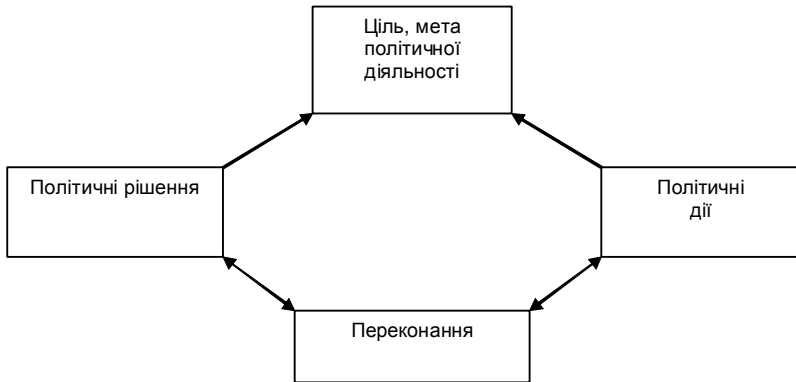 Ціль, мета
політичної
діяльності
Політичні рішення
Політичні
дії
Переконання